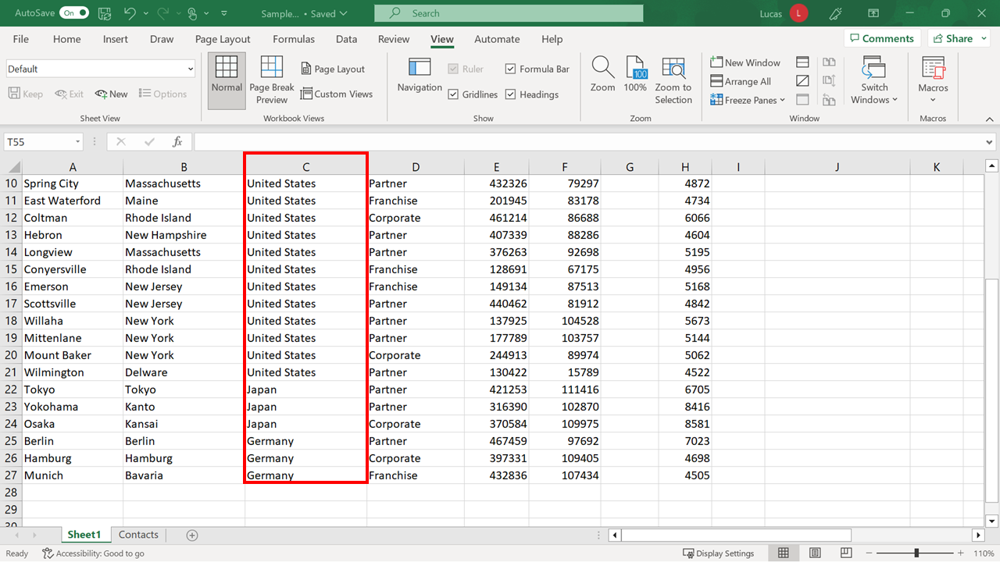 AutoSave On Sample... • Saved Search Lucas L
File Home Insert Draw Page Layout Formulas Data Review View Automate Help Comments Share
Default
Keep Exit New Options
Sheet View
Normal
Page Break Preview
Page Layout
Custom Views
Workbook Views
Navigation
Ruler
Gridlines
Formula Bar
Headings
Show
Zoom
100
100%
Zoom to Selection
Zoom
New Window
Arrange All
Freeze Panes
Switch Windows
Window
Macros
Macros
T55 fx
A B C D E F G H I J K
10 Spring City Massachusetts United States Partner 432326 79297 4872
11 East Waterford Maine United States Franchise 201945 83178 4734
12 Coltman Rhode Island United States Corporate 461214 86688 6066
13 Hebron New Hampshire United States Partner 407339 88286 4604
14 Longview Massachusetts United States Partner 376263 92698 5195
15 Conyersville Rhode Island United States Franchise 128691 67175 4956
16 Emerson New Jersey United States Franchise 149134 87513 5168
17 Scottsville New Jersey United States Partner 440462 81912 4842
18 Willaha New York United States Partner 137925 104528 5673
19 Mittenlane New York United States Partner 177789 103757 5144
20 Mount Baker New York United States Corporate 244913 89974 5062
21 Wilmington Delware United States Partner 130422 15789 4522
22 Tokyo Tokyo Japan Partner 421253 111416 6705
23 Yokohama Kanto Japan Partner 316390 102870 8416
24 Osaka Kansai Japan Corporate 370584 109975 8581
25 Berlin Berlin Germany Partner 467459 97692 7023
26 Hamburg Hamburg Germany Corporate 397331 109405 4698
27 Munich Bavaria Germany Franchise 432836 107434 4505
28
29
30
Sheet1 Contacts
Ready Accessibility: Good to go Display Settings 110%